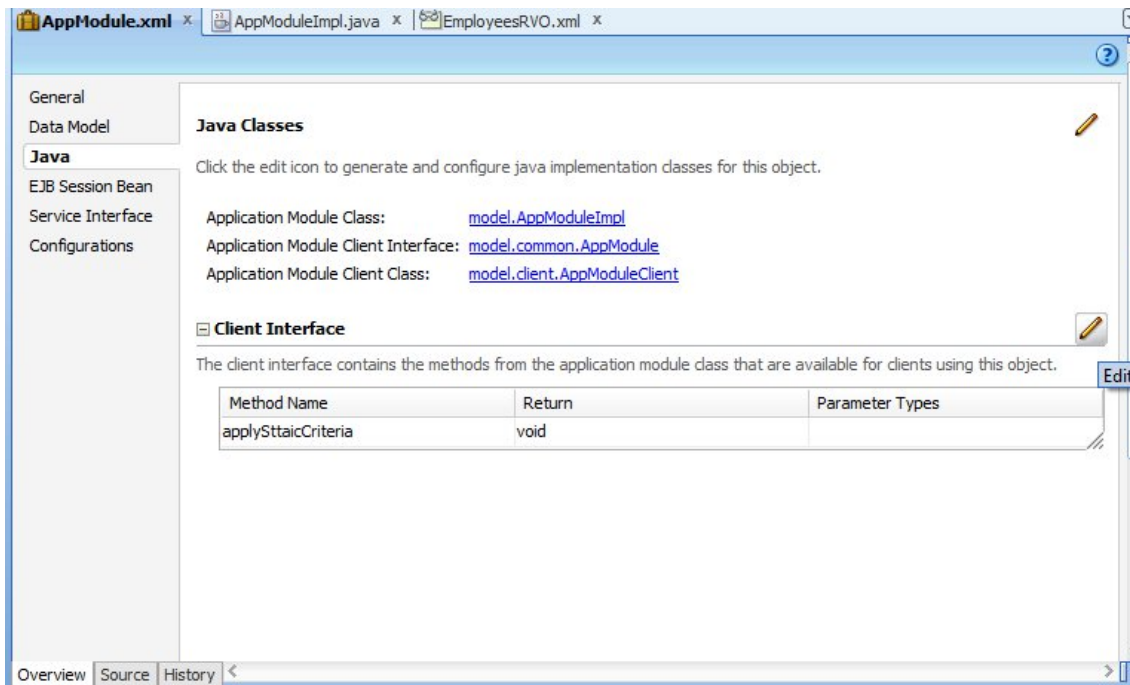 AppModule.xml x AppModuleImpl.java x EmployeesRVO.xml x
General
Data Model
Java
EJB Session Bean
Service Interface
Configurations
Java Classes
Click the edit icon to generate and configure java implementation classes for this object.
Application Module Class: model.AppModuleImpl
Application Module Client Interface: model.common.AppModule
Application Module Client Class: model.client.AppModuleClient
Client Interface
The client interface contains the methods from the application module class that are available for clients using this object.
Edit
Method Name Return Parameter Types
applySttaicCriteria void
Overview Source History